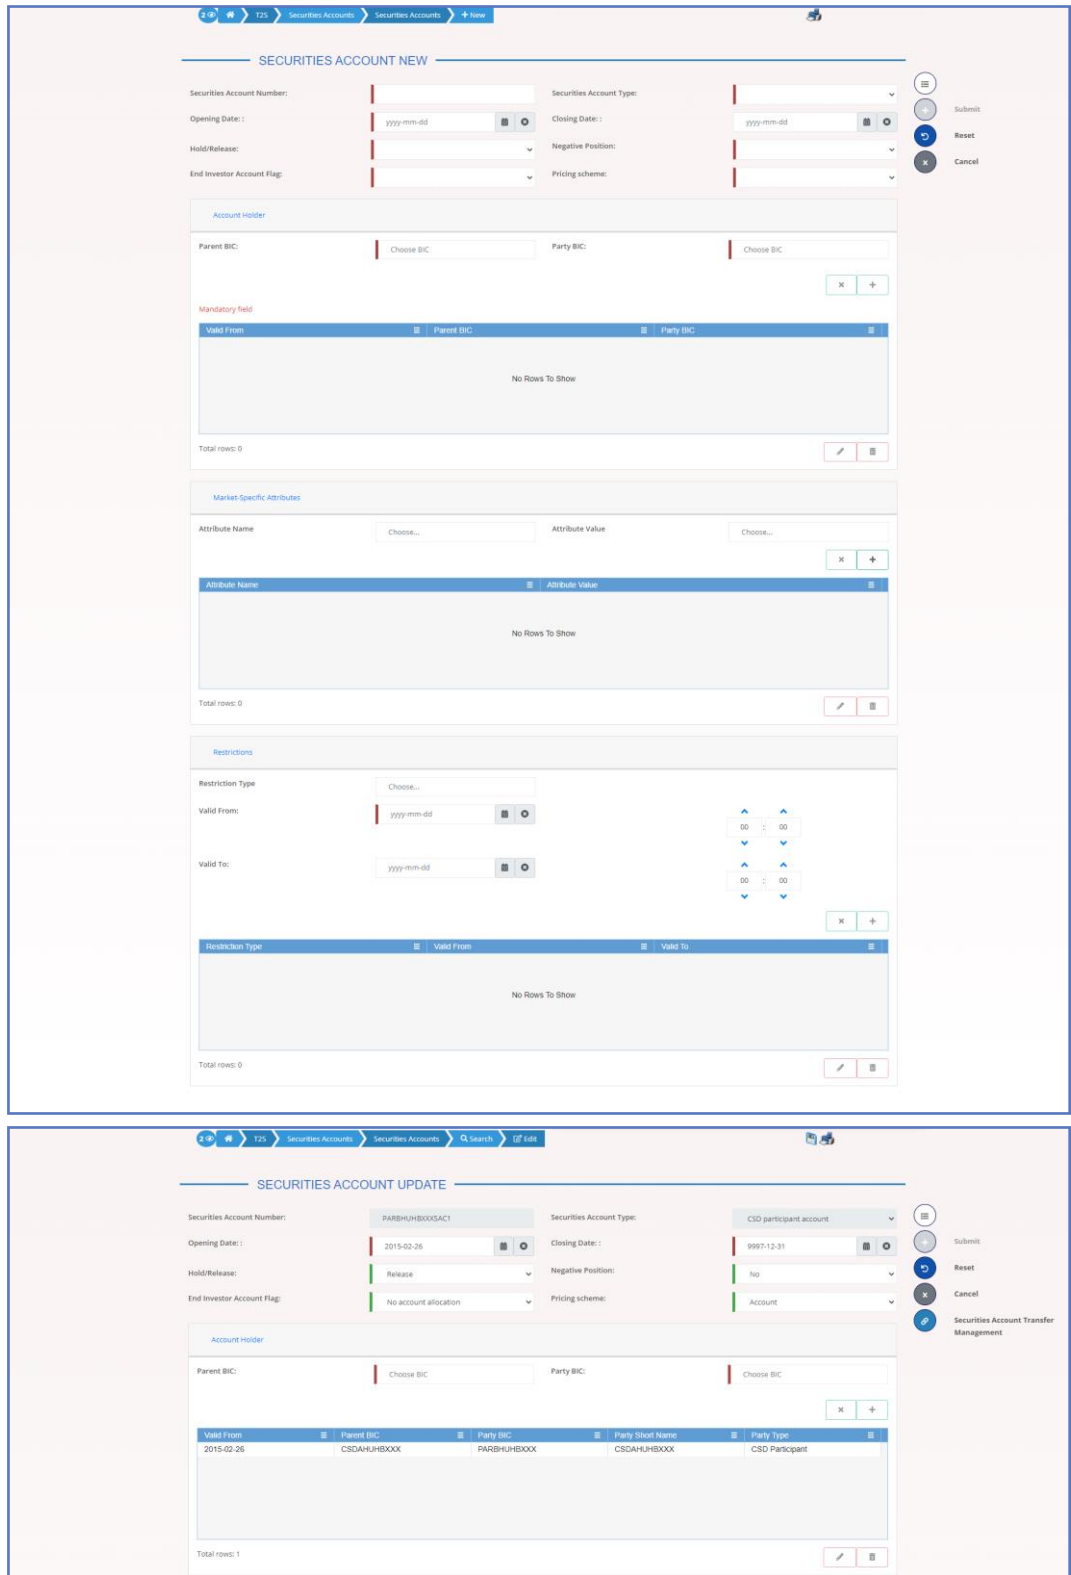 2 T2S Securities Accounts Securities Accounts + New
SECURITIES ACCOUNT NEW
Securities Account Number: Securities Account Type:
Opening Date: : yyyy-mm-dd Closing Date: : yyyy-mm-dd
Submit
Reset
Hold/Release: Negative Position:
Cancel
End Investor Account Flag: Pricing scheme:
Account Holder
Parent BIC: Choose BIC Party BIC: Choose BIC
Mandatory field
Valid From Parent BIC Party BIC
No Rows To Show
Total rows: 0
Market-Specific Attributes
Attribute Name Choose... Attribute Value Choose...
Attribute Name Attribute Value
No Rows To Show
Total rows: 0
Restrictions
Restriction Type Choose...
Valid From: yyyy-mm-dd 00 : 00
Valid To: yyyy-mm-dd 00 : 00
Restriction Type Valid From Valid To
No Rows To Show
Total rows: 0
2 T2S Securities Accounts Securities Accounts Search Edit
SECURITIES ACCOUNT UPDATE
Securities Account Number: PARBHUHBXXXSAC1 Securities Account Type: CSD participant account
Opening Date: : 2015-02-26 Closing Date: : 9997-12-31
Submit
Reset
Hold/Release: Release Negative Position: No
Cancel
End Investor Account Flag: No account allocation Pricing scheme: Account
Securities Account Transfer
Management
Account Holder
Parent BIC: Choose BIC Party BIC: Choose BIC
Valid From Parent BIC Party BIC Party Short Name Party Type
2015-02-26 CSDAHUHBXXX PARBHUHBXXX CSDAHUHBXXX CSD Participant
Total rows: 1